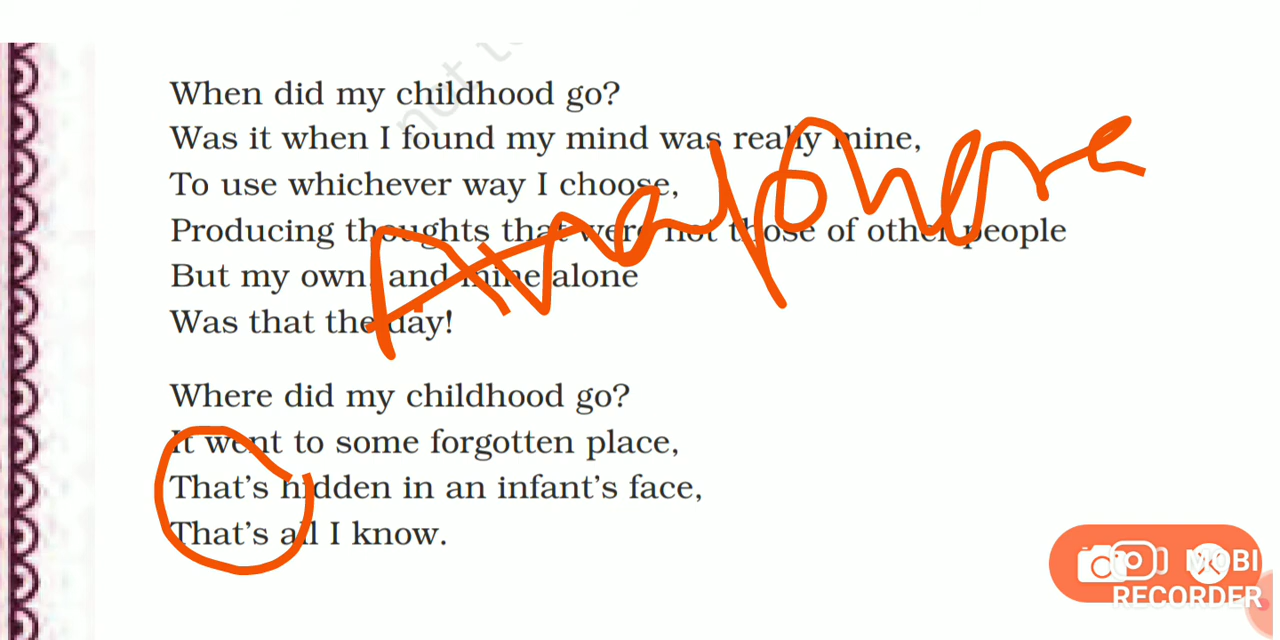 When did my childhood go?
Was it when I found my mind was really mine,
To use whichever way I choose,
Producing thoughts that were not those of other people
But my own, and mine alone
Was that the day!
Where did my childhood go?
It went to some forgotten place,
That's hidden in an infant's face,
That's all I know.
MOBI
RECORDER